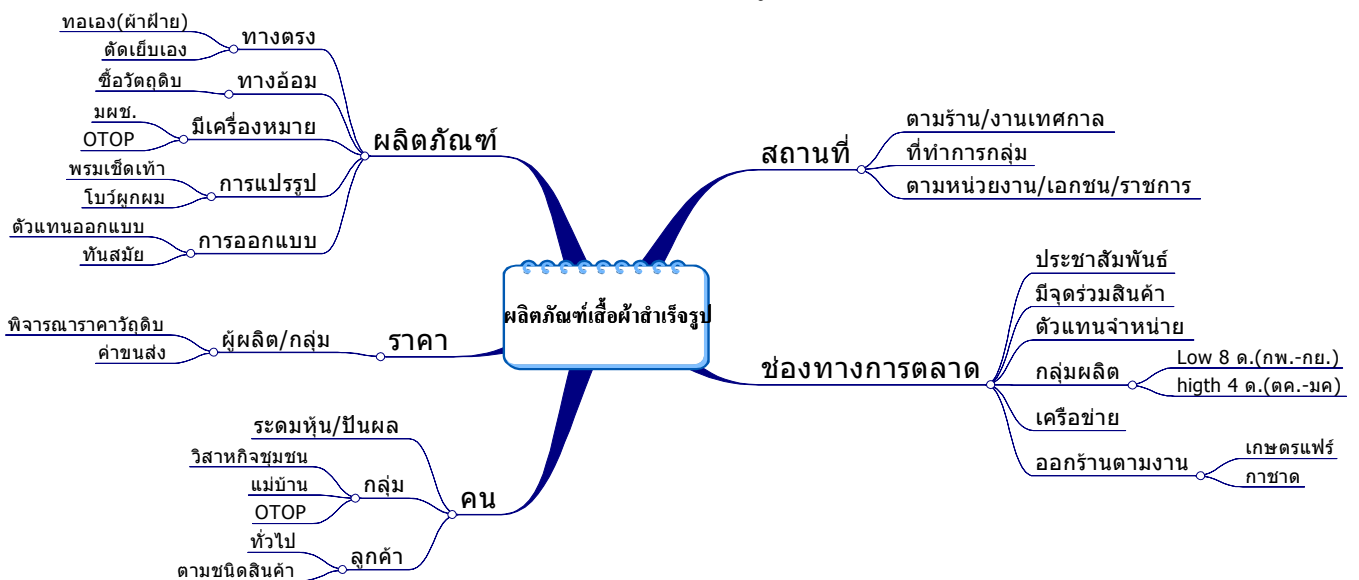 ผลิตภัณฑ์เสื้อผ้าสำเร็จรูป
ผลิตภัณฑ์
ทางตรง
ทอเอง(ผ้าฝ้าย)
ตัดเย็บเอง
ทางอ้อม
ซื้อวัตถุดิบ
มีเครื่องหมาย
มผช.
OTOP
การแปรรูป
พรมเช็ดเท้า
โบว์ผูกผม
การออกแบบ
ตัวแทนออกแบบ
ทันสมัย
ราคา
ผู้ผลิต/กลุ่ม
พิจารณาราคาวัถุดิบ
ค่าขนส่ง
คน
ระดมหุ้น/ปันผล
กลุ่ม
วิสาหกิจชุมชน
แม่บ้าน
OTOP
ลูกค้า
ทั่วไป
ตามชนิดสินค้า
สถานที่
ตามร้าน/งานเทศกาล
ที่ทำการกลุ่ม
ตามหน่วยงาน/เอกชน/ราชการ
ช่องทางการตลาด
ประชาสัมพันธ์
มีจุดร่วมสินค้า
ตัวแทนจำหน่าย
กลุ่มผลิต
Low 8 ด.(กพ.-กย.)
higth 4 ด.(ตค.-มค)
เครือข่าย
ออกร้านตามงาน
เกษตรแฟร์
กาชาด